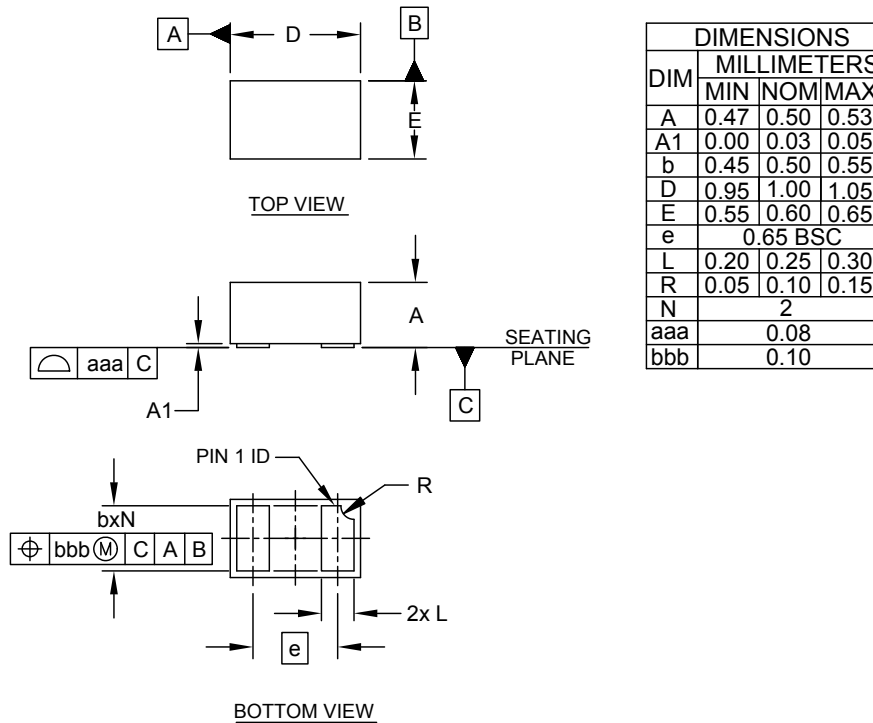 A
D
B
E
TOP VIEW
A
SEATING
PLANE
⌓ aaa C
A1
C
PIN 1 ID
R
bxN
⌖ bbb Ⓜ C A B
2x L
e
BOTTOM VIEW
DIMENSIONS
DIM MILLIMETERS
MIN NOM MAX
A 0.47 0.50 0.53
A1 0.00 0.03 0.05
b 0.45 0.50 0.55
D 0.95 1.00 1.05
E 0.55 0.60 0.65
e 0.65 BSC
L 0.20 0.25 0.30
R 0.05 0.10 0.15
N 2
aaa 0.08
bbb 0.10